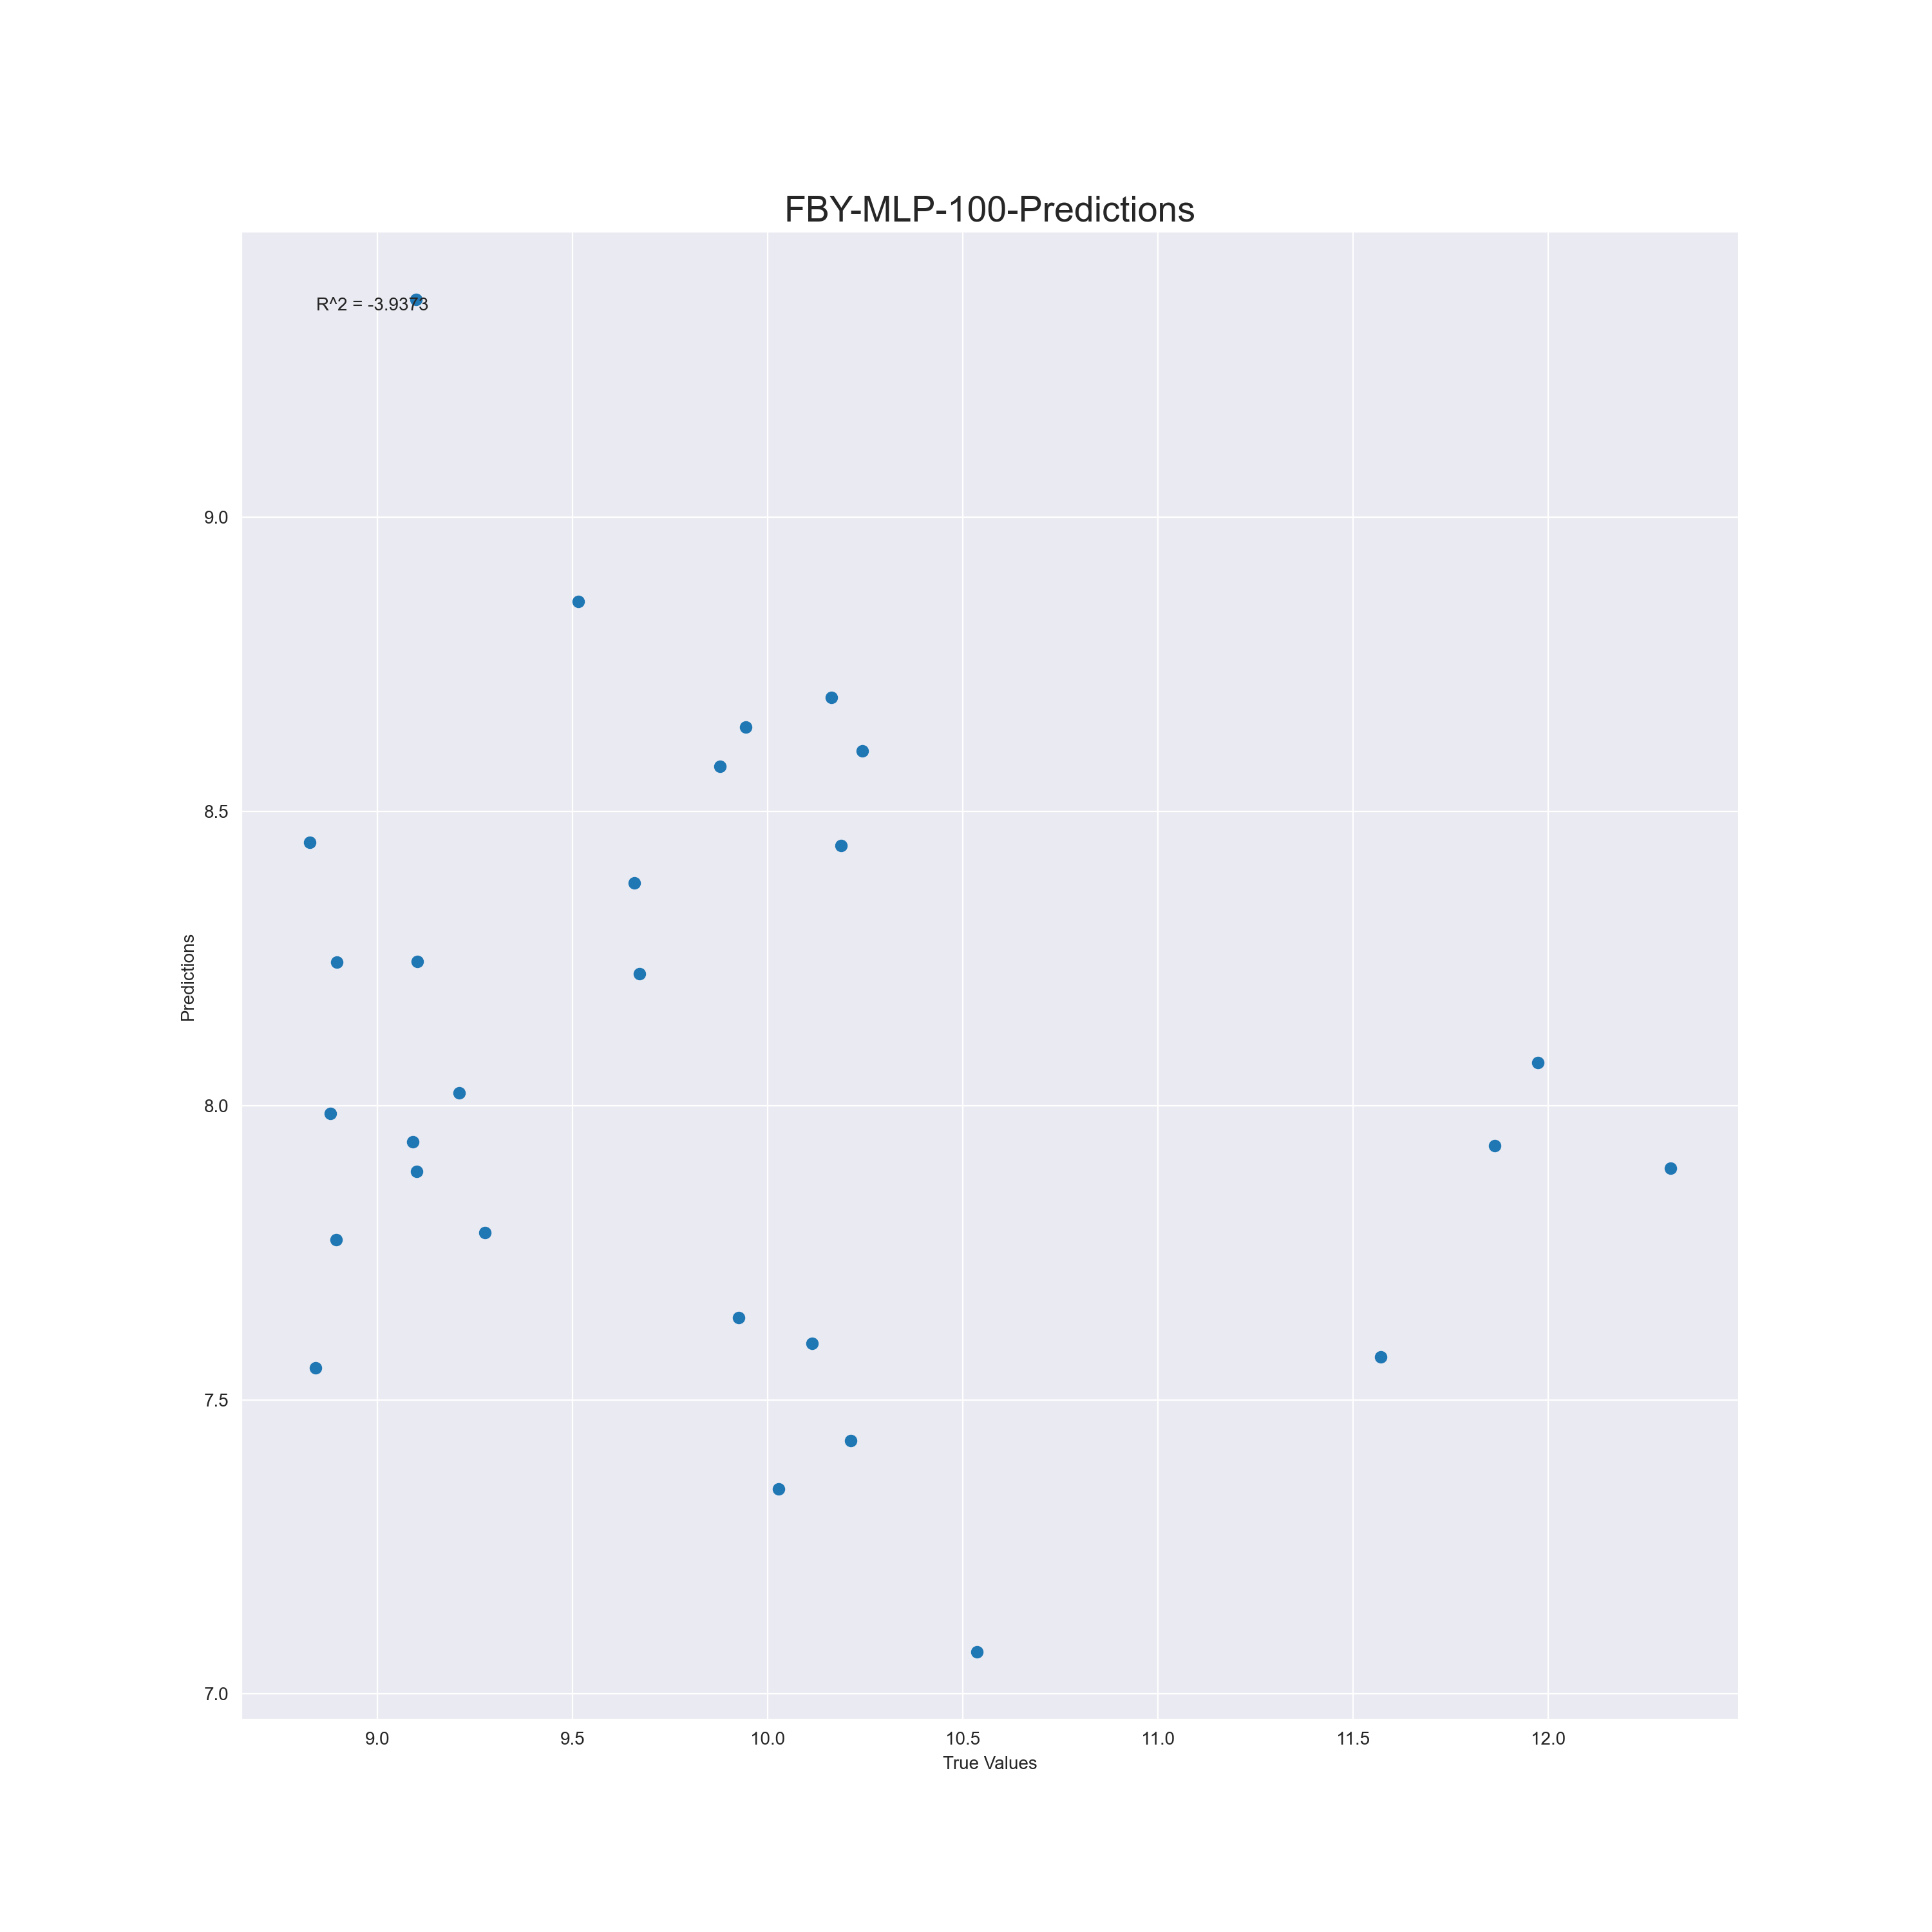 FBY-MLP-100-Predictions
R^2 = -3.9373
9.0
8.5
8.0
7.5
7.0
Predictions
9.0 9.5 10.0 10.5 11.0 11.5 12.0
True Values